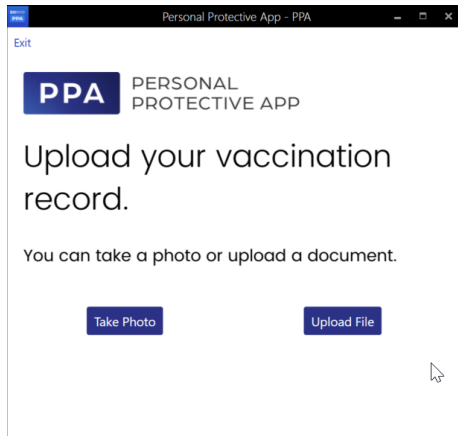 Personal Protective App - PPA
Exit
PPA
PERSONAL
PROTECTIVE APP
Upload your vaccination
record.
You can take a photo or upload a document.
Take Photo
Upload File